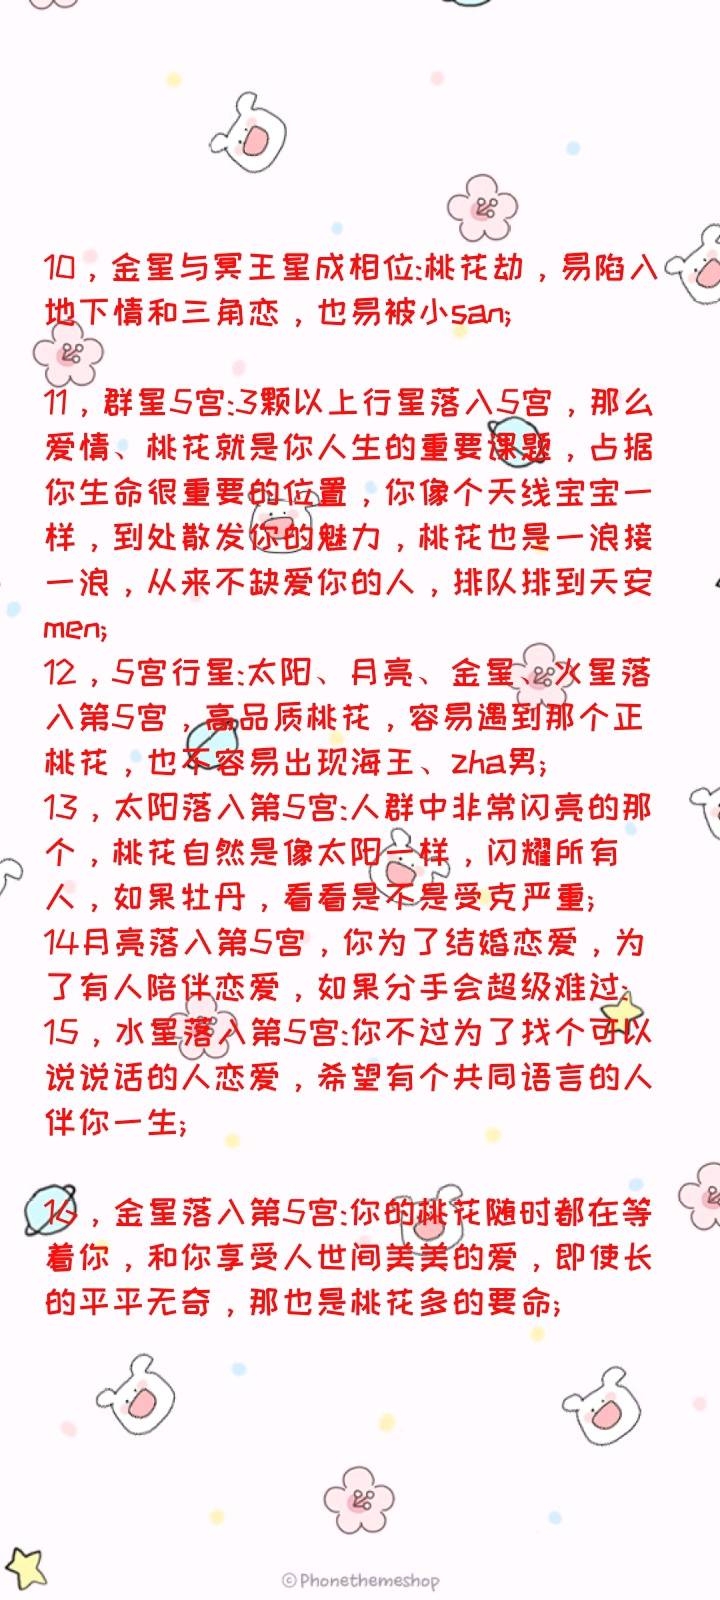 10，金星与冥王星成相位:桃花劫，易陷入
地下情和三角恋，也易被小san;
11，群星5宫:3颗以上行星落入5宫，那么
爱情、桃花就是你人生的重要课题，占据
你生命很重要的位置，你像个天线宝宝一
样，到处散发你的魅力，桃花也是一浪接
一浪，从来不缺爱你的人，排队排到天安
men;
12，5宫行星:太阳、月亮、金星、水星落
入第5宫，高品质桃花，容易遇到那个正
桃花，也不容易出现海王、zha男;
13，太阳落入第5宫:人群中非常闪亮的那
个，桃花自然是像太阳一样，闪耀所有
人，如果牡丹，看看是不是受克严重;
14月亮落入第5宫，你为了结婚恋爱，为
了有人陪伴恋爱，如果分手会超级难过;
15，水星落入第5宫:你不过为了找个可以
说说话的人恋爱，希望有个共同语言的人
伴你一生;
16，金星落入第5宫:你的桃花随时都在等
着你，和你享受人世间美美的爱，即使长
的平平无奇，那也是桃花多的要命;
©Phonethemeshop